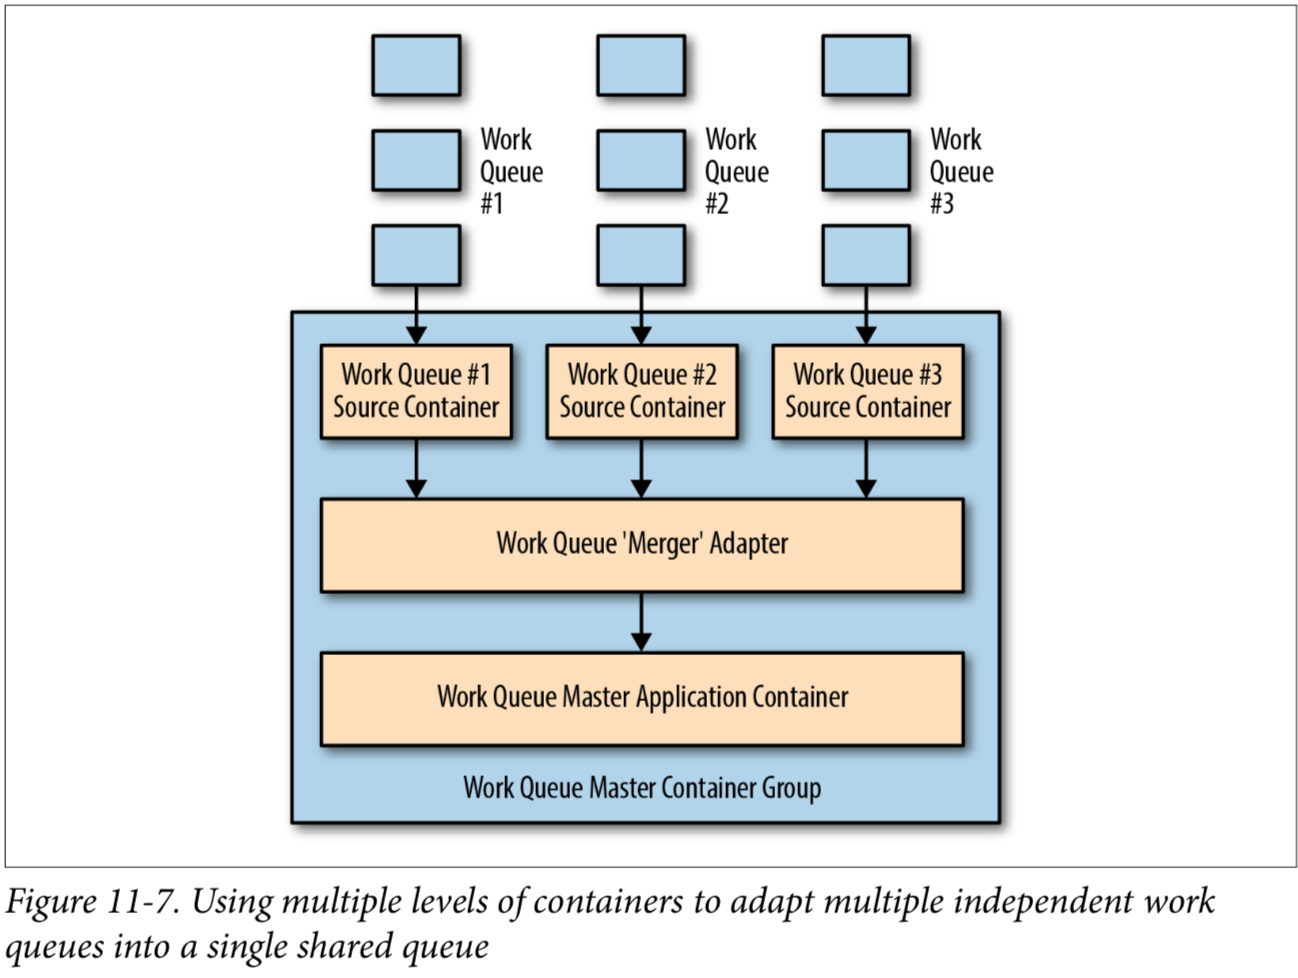 Work
Queue
#1
Work
Queue
#2
Work
Queue
#3
Work Queue #1
Source Container
Work Queue #2
Source Container
Work Queue #3
Source Container
Work Queue 'Merger' Adapter
Work Queue Master Application Container
Work Queue Master Container Group
Figure 11-7. Using multiple levels of containers to adapt multiple independent work
queues into a single shared queue